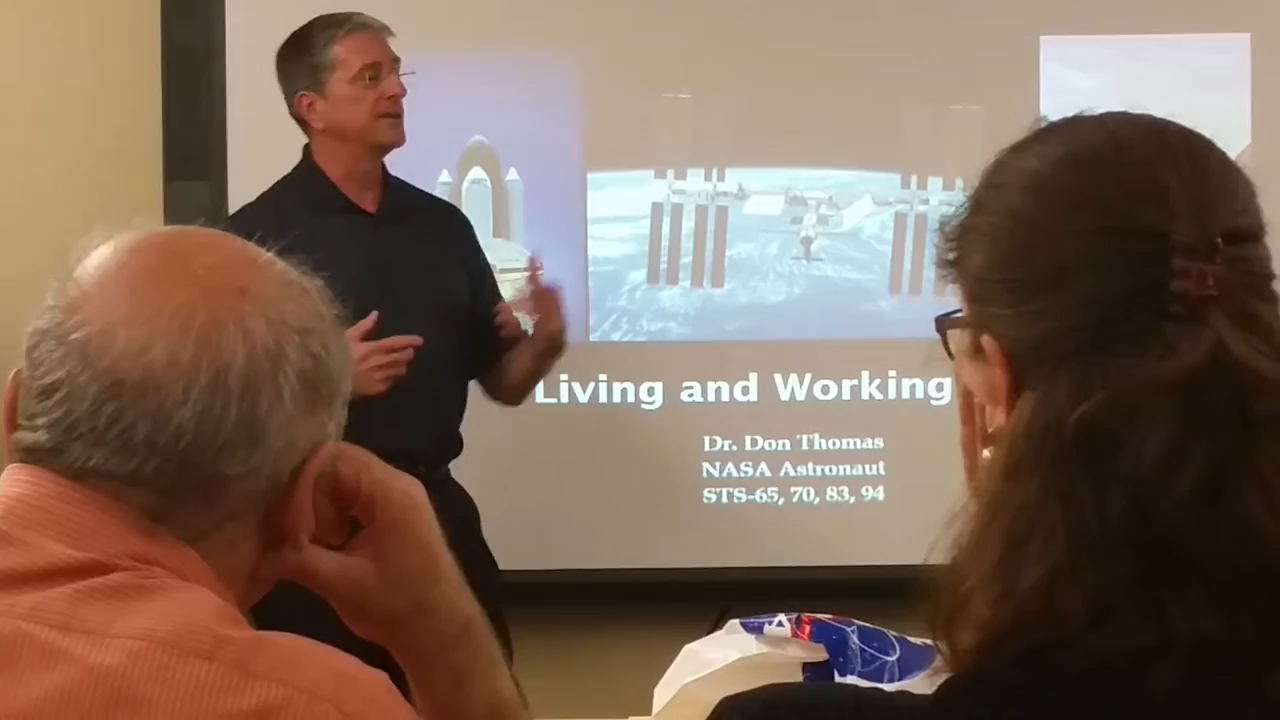 Living and Working
Dr. Don Thomas
NASA Astronaut
STS-65, 70, 83, 94